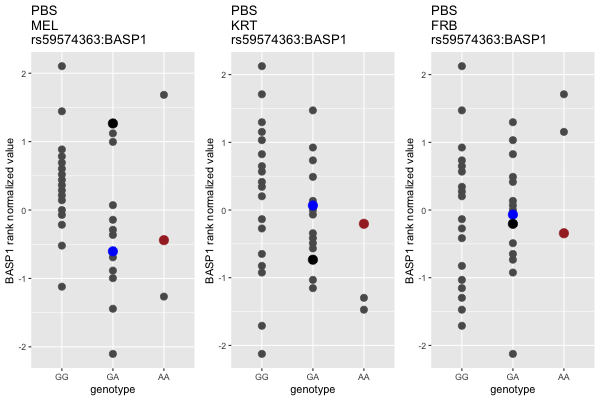 PBS
MEL
rs59574363:BASP1
BASP1 rank normalized value
2
1
0
-1
-2
GG
GA
AA
genotype
PBS
KRT
rs59574363:BASP1
BASP1 rank normalized value
2
1
0
-1
-2
GG
GA
AA
genotype
PBS
FRB
rs59574363:BASP1
BASP1 rank normalized value
2
1
0
-1
-2
GG
GA
AA
genotype